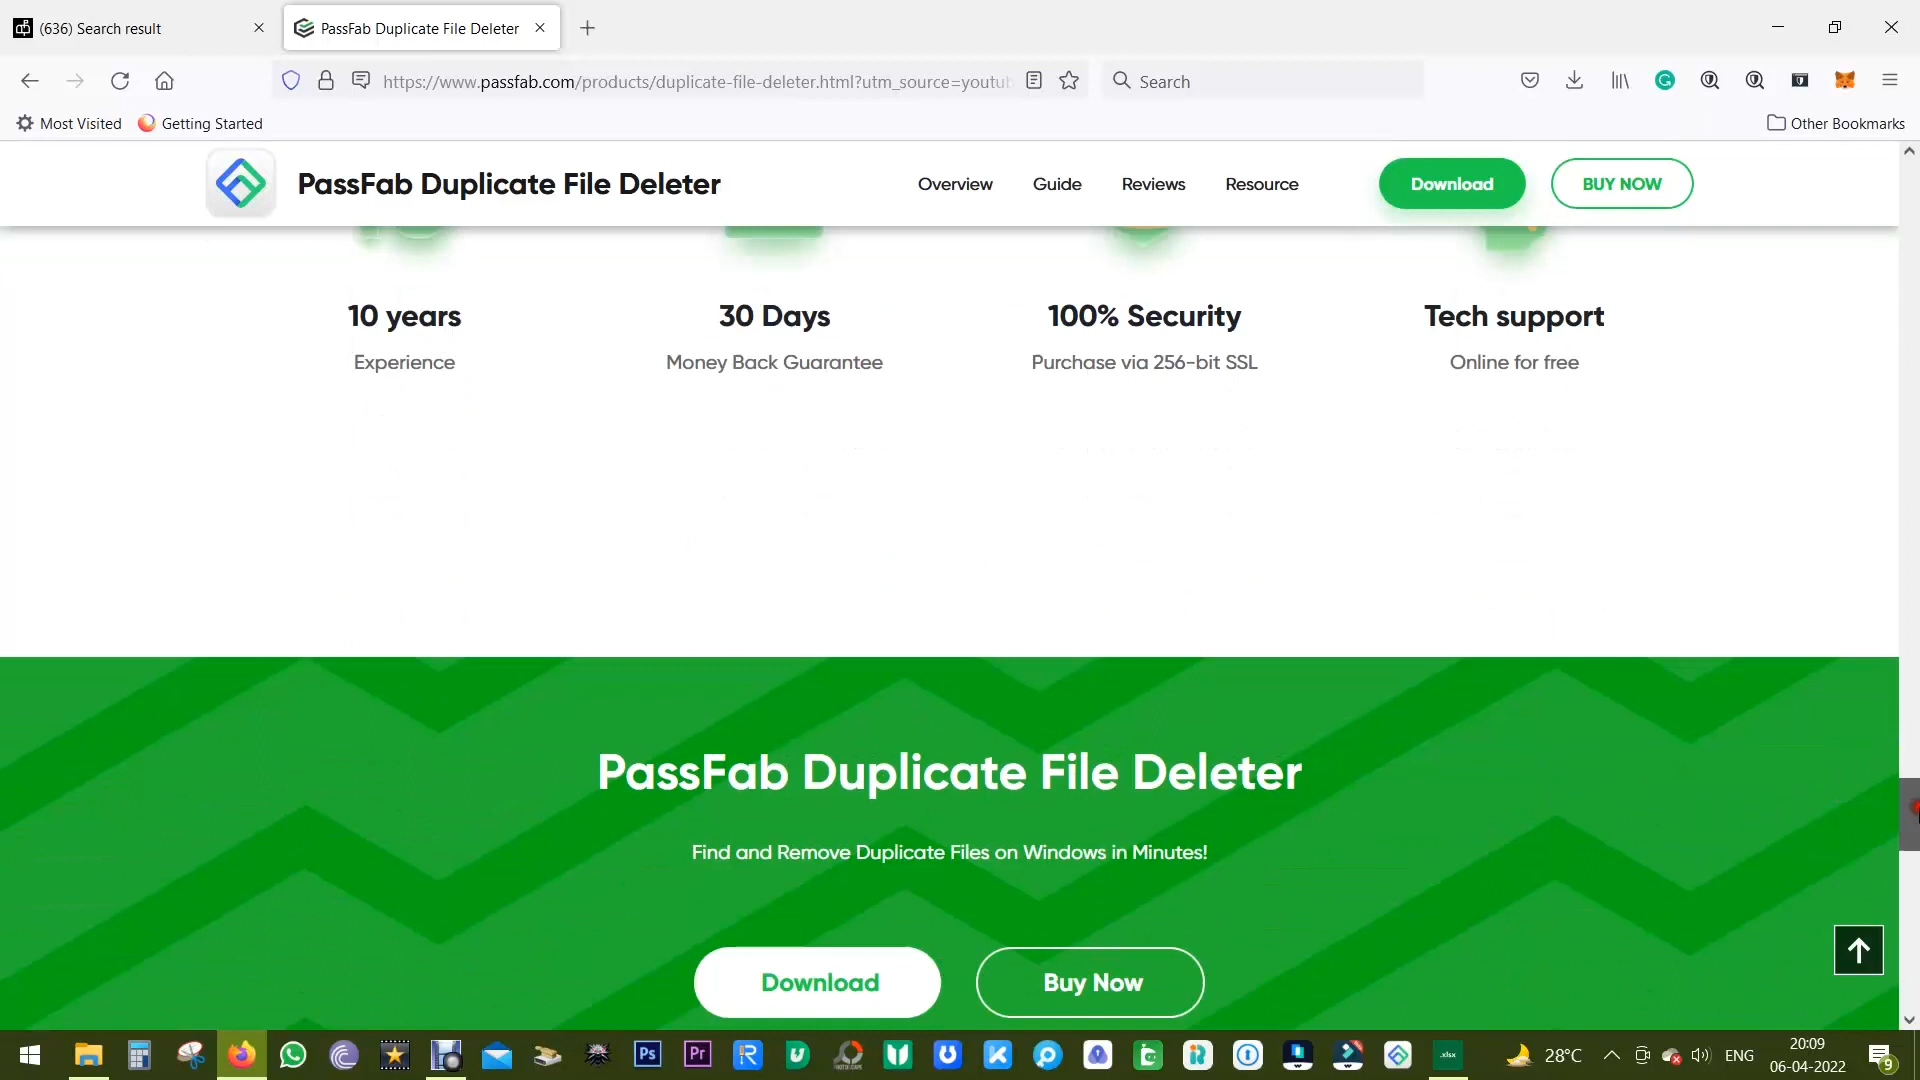 (636) Search result
PassFab Duplicate File Deleter
https://www.passfab.com/products/duplicate-file-deleter.html?utm_source=youtub
Search
Most Visited
Getting Started
Other Bookmarks
PassFab Duplicate File Deleter
Overview
Guide
Reviews
Resource
Download
BUY NOW
10 years
30 Days
100% Security
Tech support
Experience
Money Back Guarantee
Purchase via 256-bit SSL
Online for free
PassFab Duplicate File Deleter
Find and Remove Duplicate Files on Windows in Minutes!
Download
Buy Now
Ps
Pr
.xlsx
28°C
ENG
20:09
06-04-2022
9